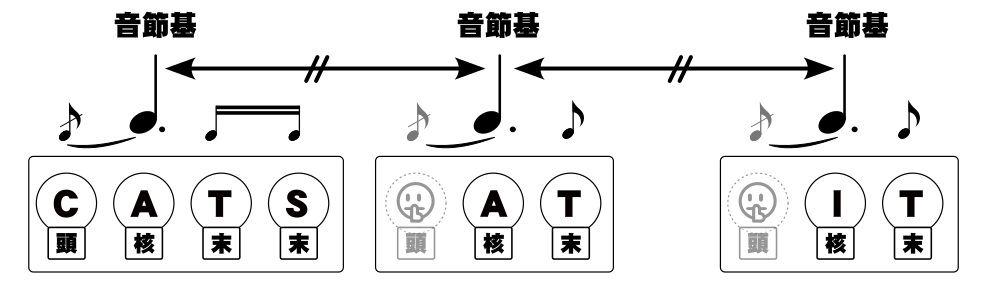 音節基 音節基 音節基
C A T S A T I T
頭 核 末 末 頭 核 末 頭 核 末